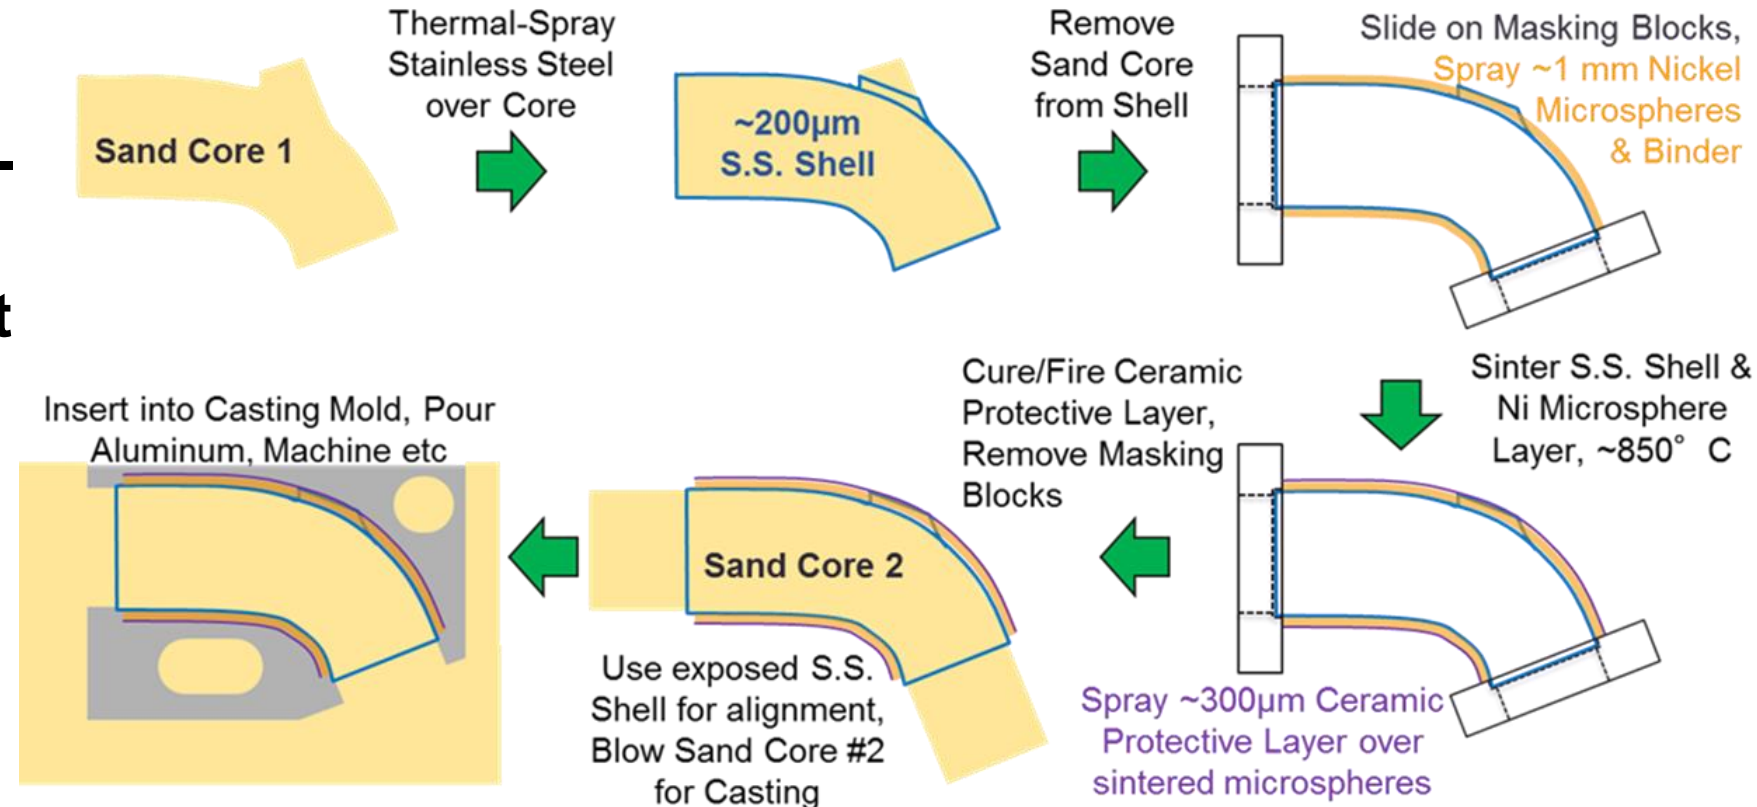 Thermal-Spray
Stainless Steel
over Core
Remove
Sand Core
from Shell
Slide on Masking Blocks,
Spray ~1 mm Nickel
Microspheres
& Binder
Sand Core 1
~200µm
S.S. Shell
t
Sinter S.S. Shell &
Ni Microsphere
Layer, ~850° C
Cure/Fire Ceramic
Protective Layer,
Remove Masking
Blocks
Insert into Casting Mold, Pour
Aluminum, Machine etc
Sand Core 2
Use exposed S.S.
Shell for alignment,
Blow Sand Core #2
for Casting
Spray ~300µm Ceramic
Protective Layer over
sintered microspheres